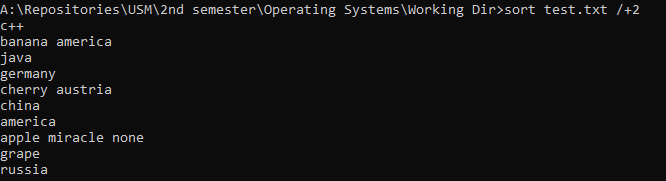 A:\Repositories\USM\2nd semester\Operating Systems\Working Dir>sort test.txt /+2
c++
banana america
java
germany
cherry austria
china
america
apple miracle none
grape
russia